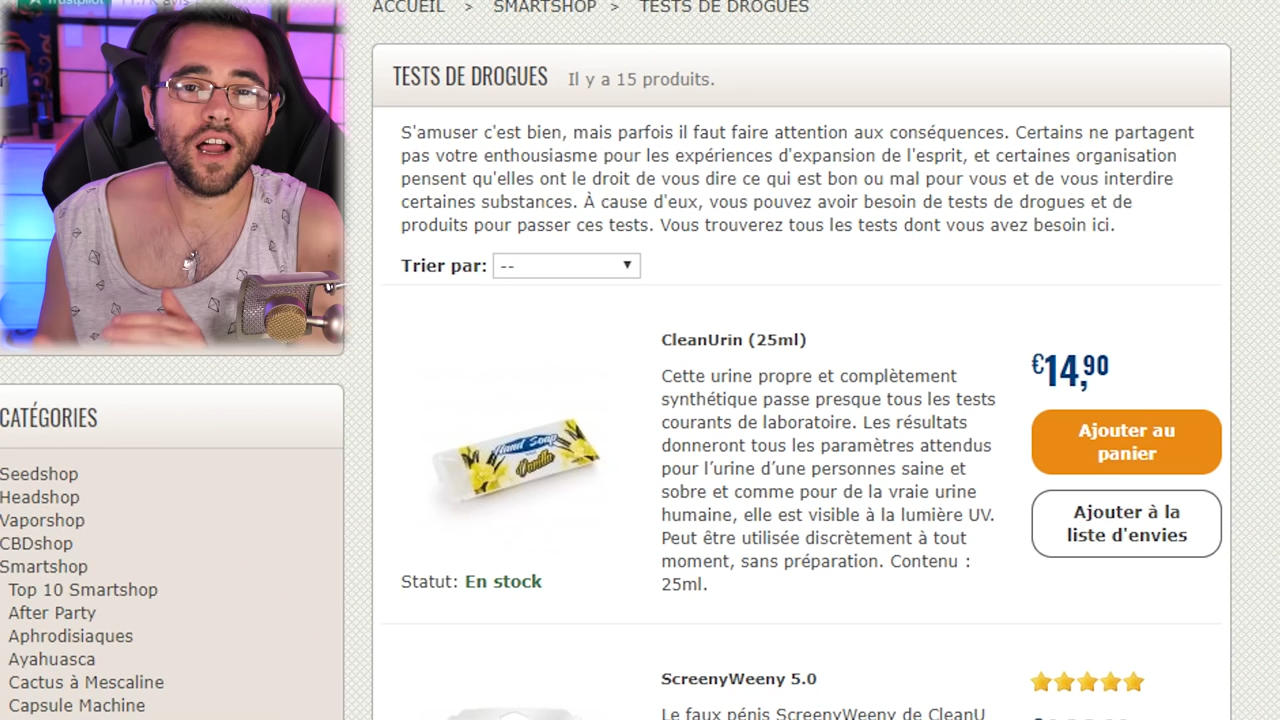 Trustpilot
ACCUEIL > SMARTSHOP > TESTS DE DROGUES
TESTS DE DROGUES Il y a 15 produits.
S'amuser c'est bien, mais parfois il faut faire attention aux conséquences. Certains ne partagent
pas votre enthousiasme pour les expériences d'expansion de l'esprit, et certaines organisation
pensent qu'elles ont le droit de vous dire ce qui est bon ou mal pour vous et de vous interdire
certaines substances. À cause d'eux, vous pouvez avoir besoin de tests de drogues et de
produits pour passer ces tests. Vous trouverez tous les tests dont vous avez besoin ici.
Trier par: --
CleanUrin (25ml)
Cette urine propre et complètement
synthétique passe presque tous les tests
courants de laboratoire. Les résultats
donneront tous les paramètres attendus
pour l’urine d’une personnes saine et
sobre et comme pour de la vraie urine
humaine, elle est visible à la lumière UV.
Peut être utilisée discrètement à tout
moment, sans préparation. Contenu :
25ml.
€14,90
Ajouter au
panier
Ajouter à la
liste d'envies
Hand Soap
Vanilla
Statut: En stock
ScreenyWeeny 5.0
Le faux pénis ScreenyWeeny de CleanU
CATÉGORIES
Seedshop
Headshop
Vaporshop
CBDshop
Smartshop
Top 10 Smartshop
After Party
Aphrodisiaques
Ayahuasca
Cactus à Mescaline
Capsule Machine